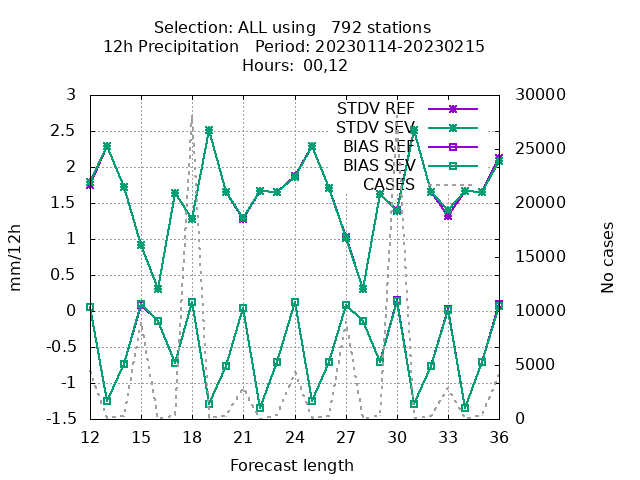 Selection: ALL using   792 stations
12h Precipitation   Period: 20230114-20230215
Hours:  00,12
3
2.5
2
1.5
1
0.5
0
-0.5
-1
-1.5
mm/12h
STDV REF
STDV SEV
BIAS REF
BIAS SEV
CASES
30000
25000
20000
15000
10000
5000
0
No cases
12 15 18 21 24 27 30 33 36
Forecast length